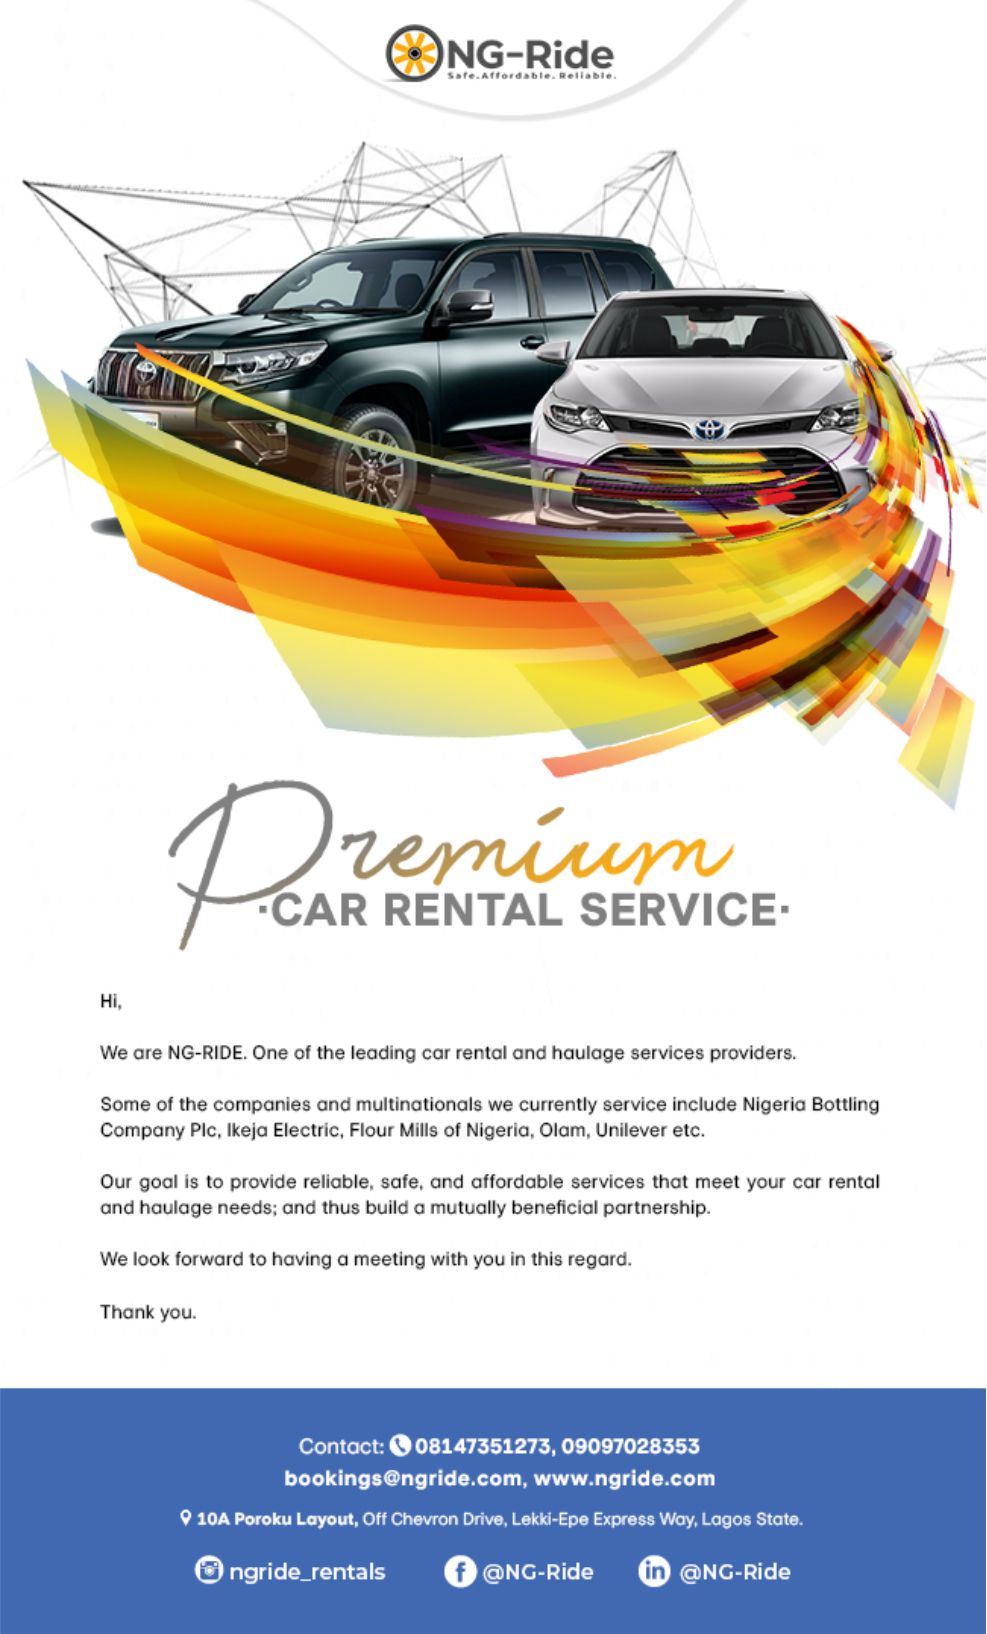 NG-Ride
Safe. Affordable. Reliable.
Premium
·CAR RENTAL SERVICE·
Hi,
We are NG-RIDE. One of the leading car rental and haulage services providers.
Some of the companies and multinationals we currently service include Nigeria Bottling
Company Plc, Ikeja Electric, Flour Mills of Nigeria, Olam, Unilever etc.
Our goal is to provide reliable, safe, and affordable services that meet your car rental
and haulage needs; and thus build a mutually beneficial partnership.
We look forward to having a meeting with you in this regard.
Thank you.
Contact: 08147351273, 09097028353
bookings@ngride.com, www.ngride.com
10A Poroku Layout, Off Chevron Drive, Lekki-Epe Express Way, Lagos State.
ngride_rentals @NG-Ride @NG-Ride